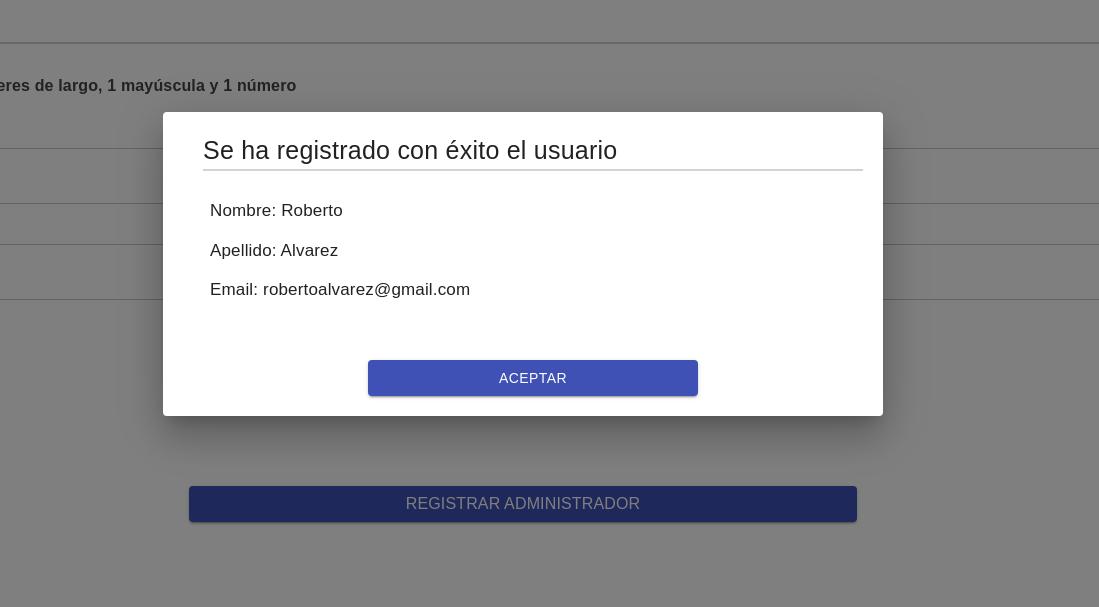 de largo, 1 mayúscula y 1 número
Se ha registrado con éxito el usuario
Nombre: Roberto
Apellido: Alvarez
Email: robertoalvarez@gmail.com
ACEPTAR
REGISTRAR ADMINISTRADOR